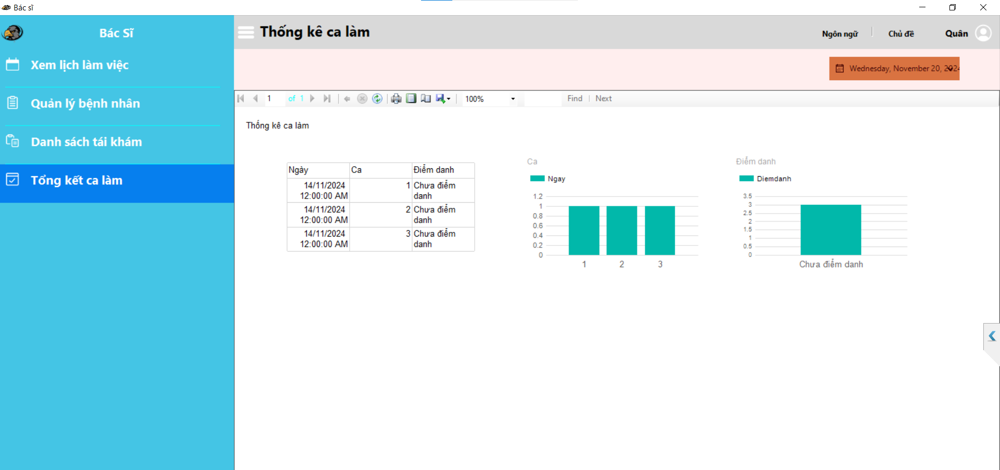 Bác sĩ
Bác Sĩ
Xem lịch làm việc
Quản lý bệnh nhân
Danh sách tái khám
Tổng kết ca làm
Thống kê ca làm
Ngôn ngữ
Chủ đề
Quân
Wednesday, November 20, 2024
1 of 1
100%
Find
Next
Thống kê ca làm
Ngày Ca Điểm danh
14/11/2024 1 Chưa điểm
12:00:00 AM danh
14/11/2024 2 Chưa điểm
12:00:00 AM danh
14/11/2024 3 Chưa điểm
12:00:00 AM danh
Ca
Ngay
1.2
1
0.8
0.6
0.4
0.2
0
1 2 3
Điểm danh
Diemdanh
3.5
3
2.5
2
1.5
1
0.5
0
Chưa điểm danh